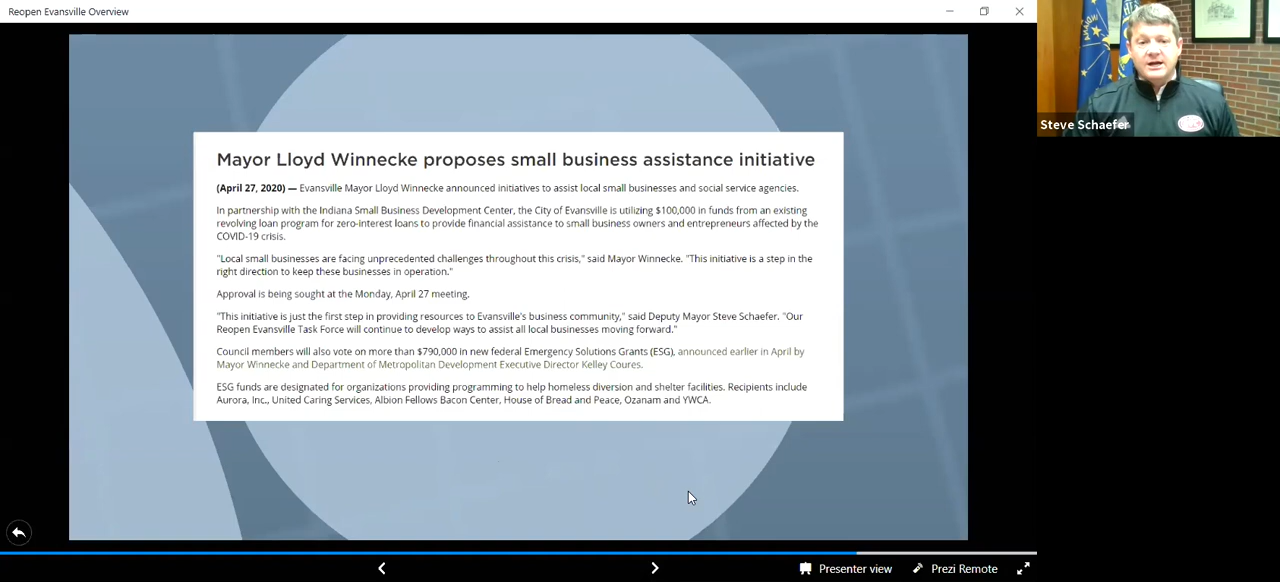 Reopen Evansville Overview
Steve Schaefer
Mayor Lloyd Winnecke proposes small business assistance initiative
(April 27, 2020) — Evansville Mayor Lloyd Winnecke announced initiatives to assist local small businesses and social service agencies.
In partnership with the Indiana Small Business Development Center, the City of Evansville is utilizing $100,000 in funds from an existing
revolving loan program for zero-interest loans to provide financial assistance to small business owners and entrepreneurs affected by the
COVID-19 crisis.
"Local small businesses are facing unprecedented challenges throughout this crisis," said Mayor Winnecke. "This initiative is a step in the
right direction to keep these businesses in operation."
Approval is being sought at the Monday, April 27 meeting.
"This initiative is just the first step in providing resources to Evansville's business community," said Deputy Mayor Steve Schaefer. "Our
Reopen Evansville Task Force will continue to develop ways to assist all local businesses moving forward."
Council members will also vote on more than $790,000 in new federal Emergency Solutions Grants (ESG), announced earlier in April by
Mayor Winnecke and Department of Metropolitan Development Executive Director Kelley Coures.
ESG funds are designated for organizations providing programming to help homeless diversion and shelter facilities. Recipients include
Aurora, Inc., United Caring Services, Albion Fellows Bacon Center, House of Bread and Peace, Ozanam and YWCA.
Presenter view
Prezi Remote